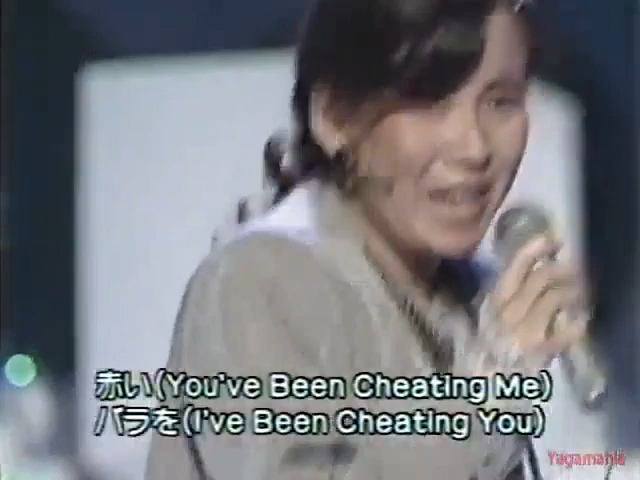 赤い(You've Been Cheating Me)
バラを(I've Been Cheating You)
Yagamania